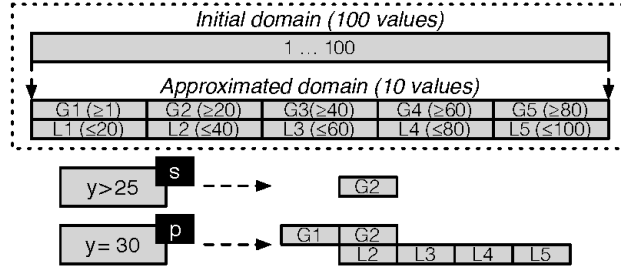 Initial domain (100 values)
1 ... 100
Approximated domain (10 values)
G1 (≥1) G2 (≥20) G3(≥40) G4 (≥60) G5 (≥80)
L1 (≤20) L2 (≤40) L3 (≤60) L4 (≤80) L5 (≤100)
s
y>25 G2
p
y= 30 G1 G2
L2 L3 L4 L5